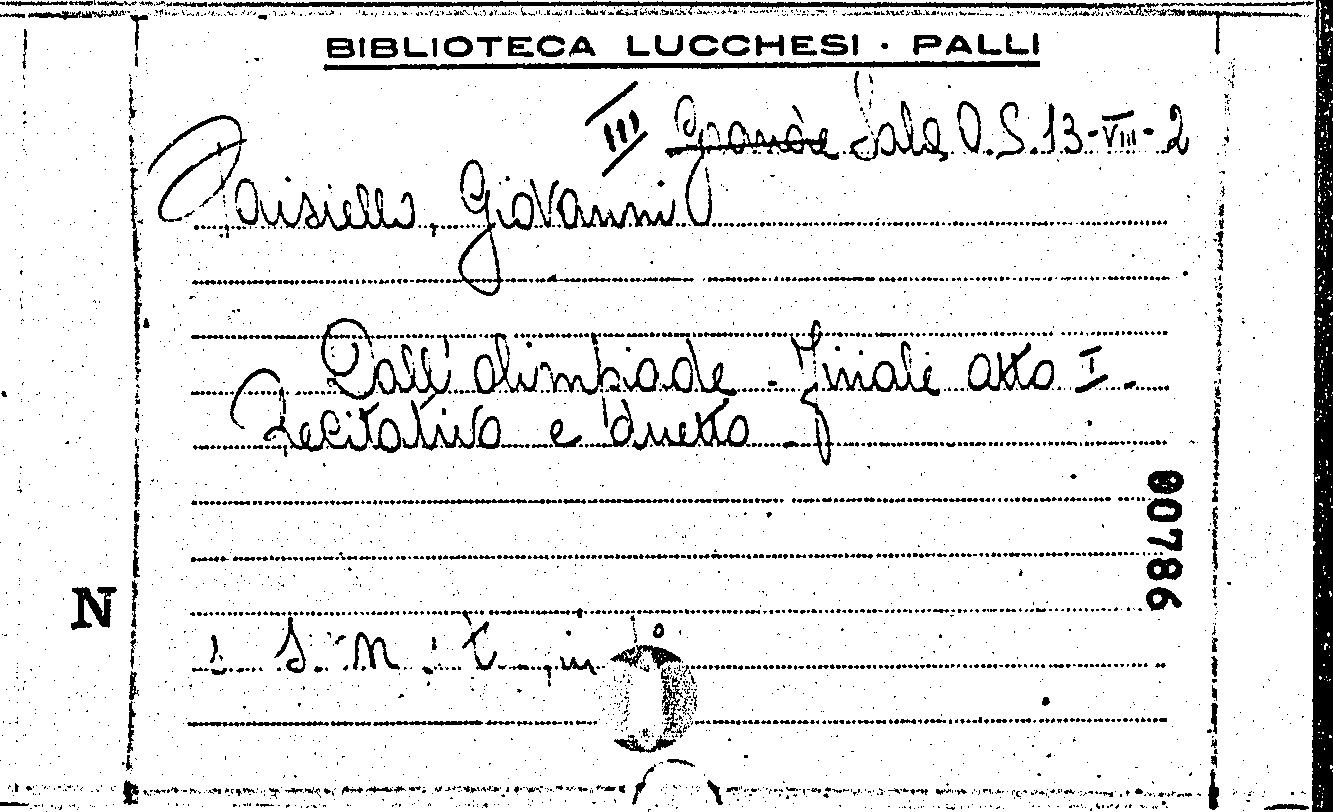 BIBLIOTECA LUCCHESI · PALLI
III Grande Sala O.S.13-VIII-2
Paisiello, Giovanni
Dall'olimpiade - Finale atto I -
Recitativo e duetto -
00786
N
S. N. T. in